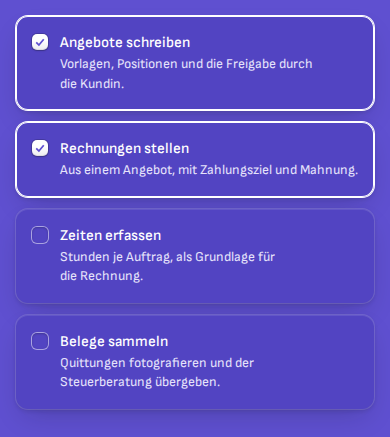 Angebote schreiben
Vorlagen, Positionen und die Freigabe durch
die Kundin.
Rechnungen stellen
Aus einem Angebot, mit Zahlungsziel und Mahnung.
Zeiten erfassen
Stunden je Auftrag, als Grundlage für
die Rechnung.
Belege sammeln
Quittungen fotografieren und der
Steuerberatung übergeben.